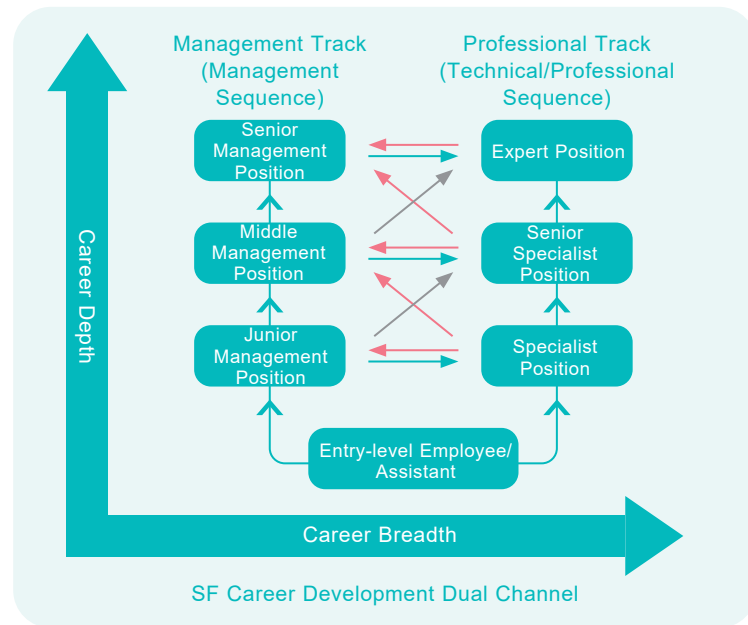 Management Track
(Management
Sequence)
Professional Track
(Technical/Professional
Sequence)
Senior
Management
Position
Expert Position
Middle
Management
Position
Senior
Specialist
Position
Junior
Management
Position
Specialist
Position
Entry-level Employee/
Assistant
Career Depth
Career Breadth
SF Career Development Dual Channel